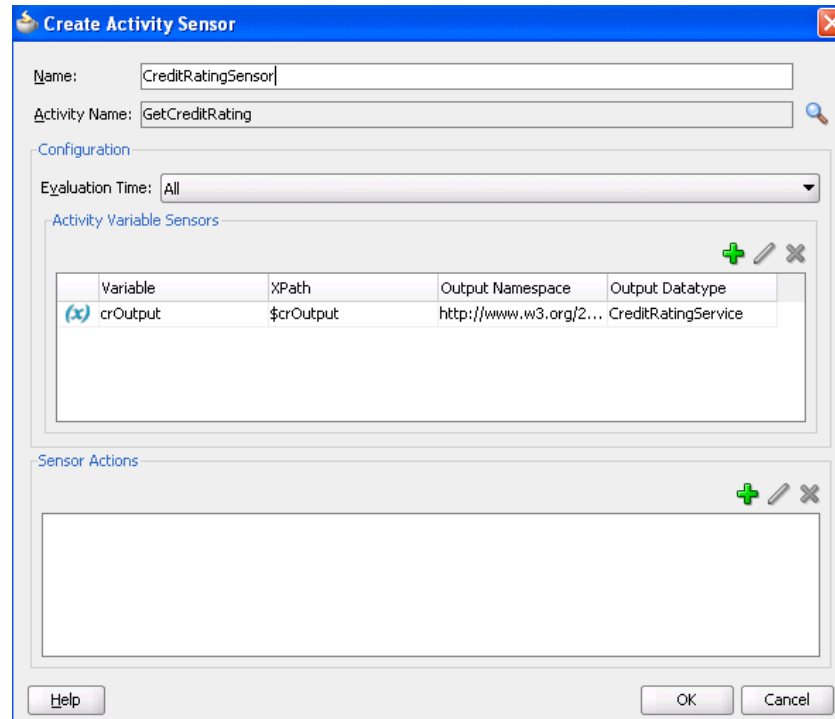 Create Activity Sensor
Name: CreditRatingSensor
Activity Name: GetCreditRating
Configuration
Evaluation Time: All
Activity Variable Sensors
Variable XPath Output Namespace Output Datatype
(x) crOutput $crOutput http://www.w3.org/2... CreditRatingService
Sensor Actions
Help OK Cancel